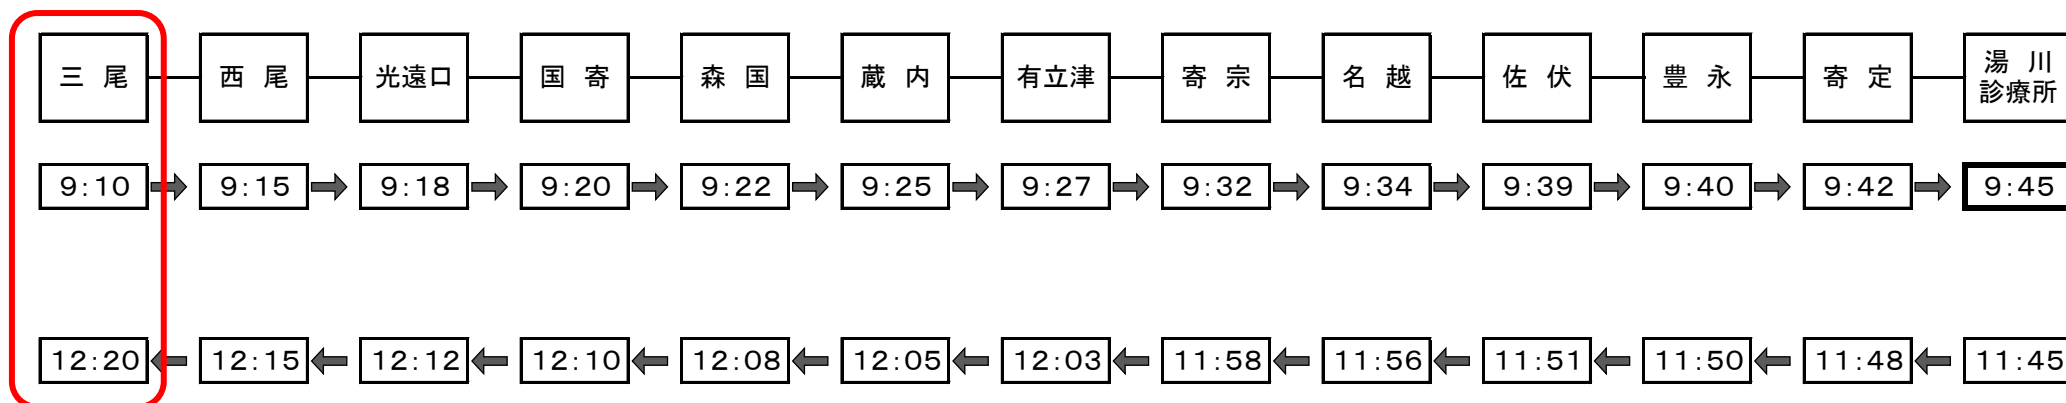 三 尾 西 尾 光遠口 国 寄 森 国 蔵 内 有立津 寄 宗 名 越 佐 伏 豊 永 寄 定 湯 川
診療所
9:10 9:15 9:18 9:20 9:22 9:25 9:27 9:32 9:34 9:39 9:40 9:42 9:45
12:20 12:15 12:12 12:10 12:08 12:05 12:03 11:58 11:56 11:51 11:50 11:48 11:45